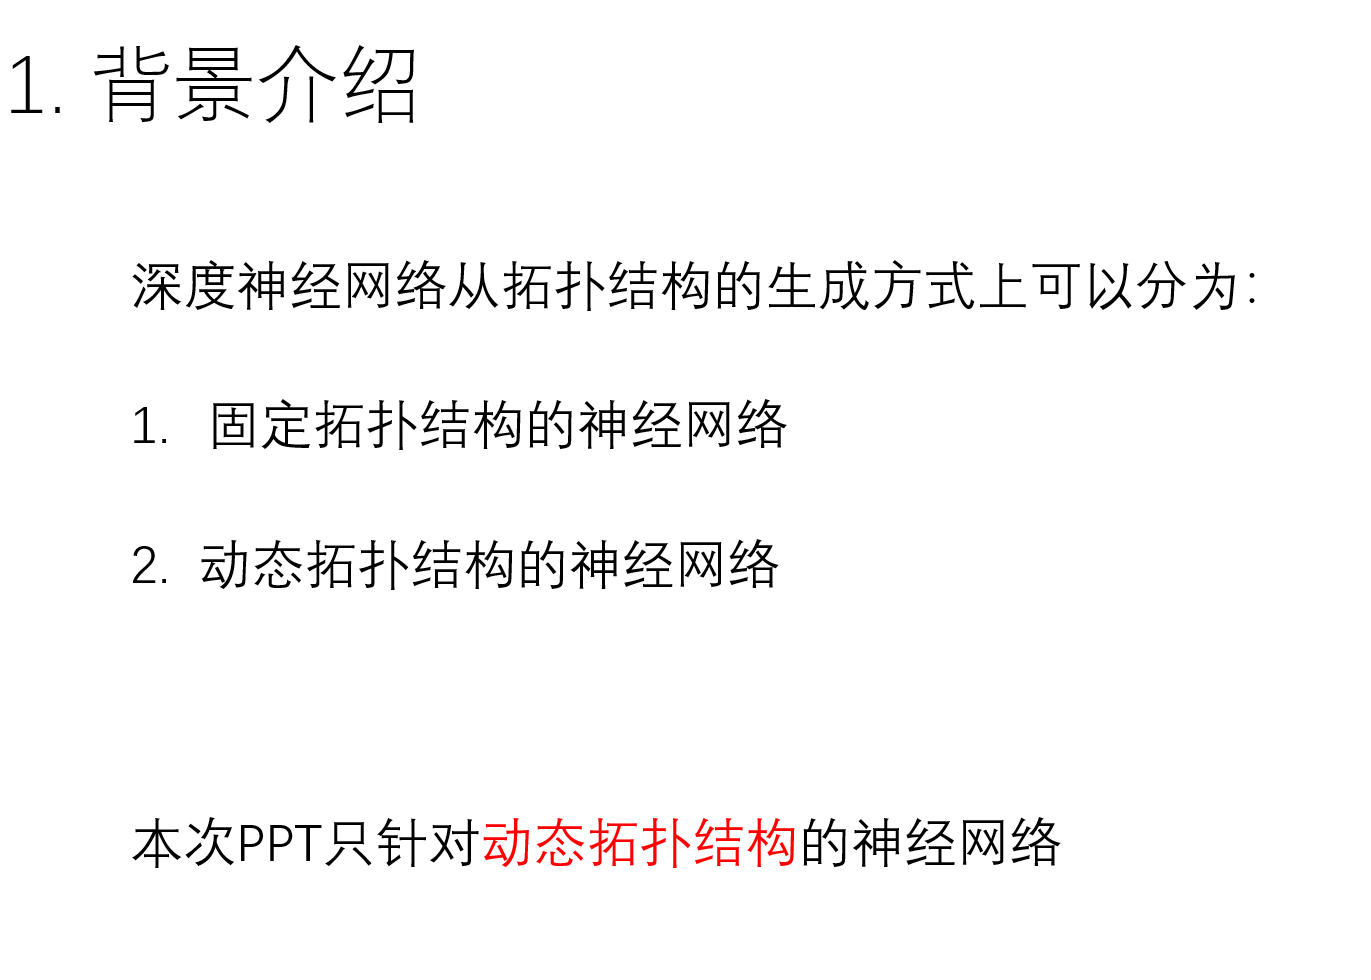 1. 背景介绍
深度神经网络从拓扑结构的生成方式上可以分为：
1. 固定拓扑结构的神经网络
2. 动态拓扑结构的神经网络
本次PPT只针对动态拓扑结构的神经网络